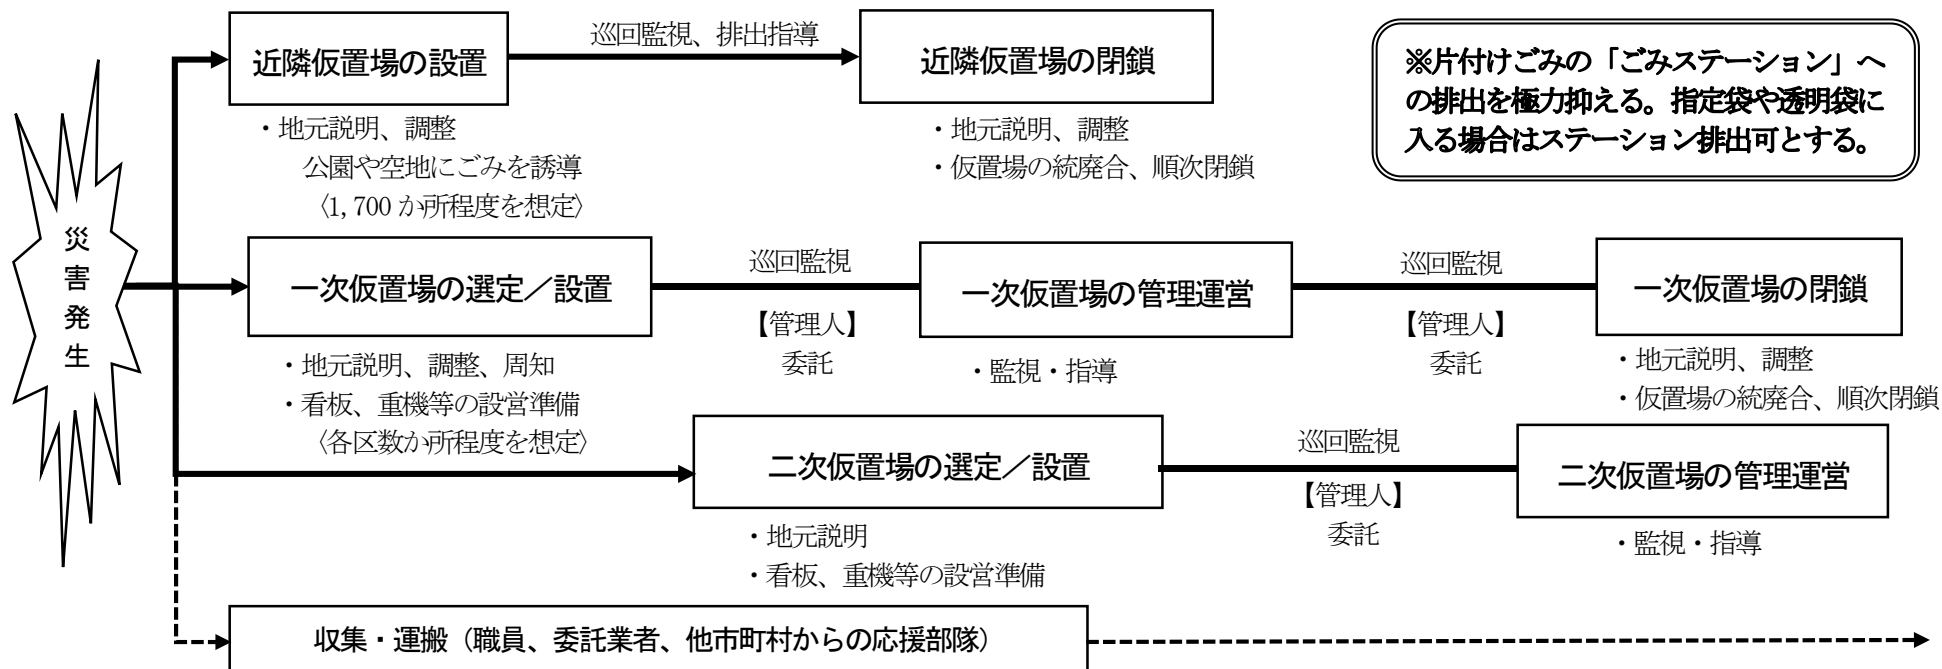 災害発生
近隣仮置場の設置
巡回監視、排出指導
近隣仮置場の閉鎖
※片付けごみの「ごみステーション」へ
の排出を極力抑える。指定袋や透明袋に
入る場合はステーション排出可とする。
・地元説明、調整
公園や空地にごみを誘導
〈1,700か所程度を想定〉
・地元説明、調整
・仮置場の統廃合、順次閉鎖
一次仮置場の選定／設置
巡回監視
【管理人】
委託
一次仮置場の管理運営
巡回監視
【管理人】
委託
一次仮置場の閉鎖
・地元説明、調整、周知
・看板、重機等の設営準備
〈各区数か所程度を想定〉
・監視・指導
・地元説明、調整
・仮置場の統廃合、順次閉鎖
二次仮置場の選定／設置
巡回監視
【管理人】
委託
二次仮置場の管理運営
・地元説明
・看板、重機等の設営準備
・監視・指導
収集・運搬（職員、委託業者、他市町村からの応援部隊）